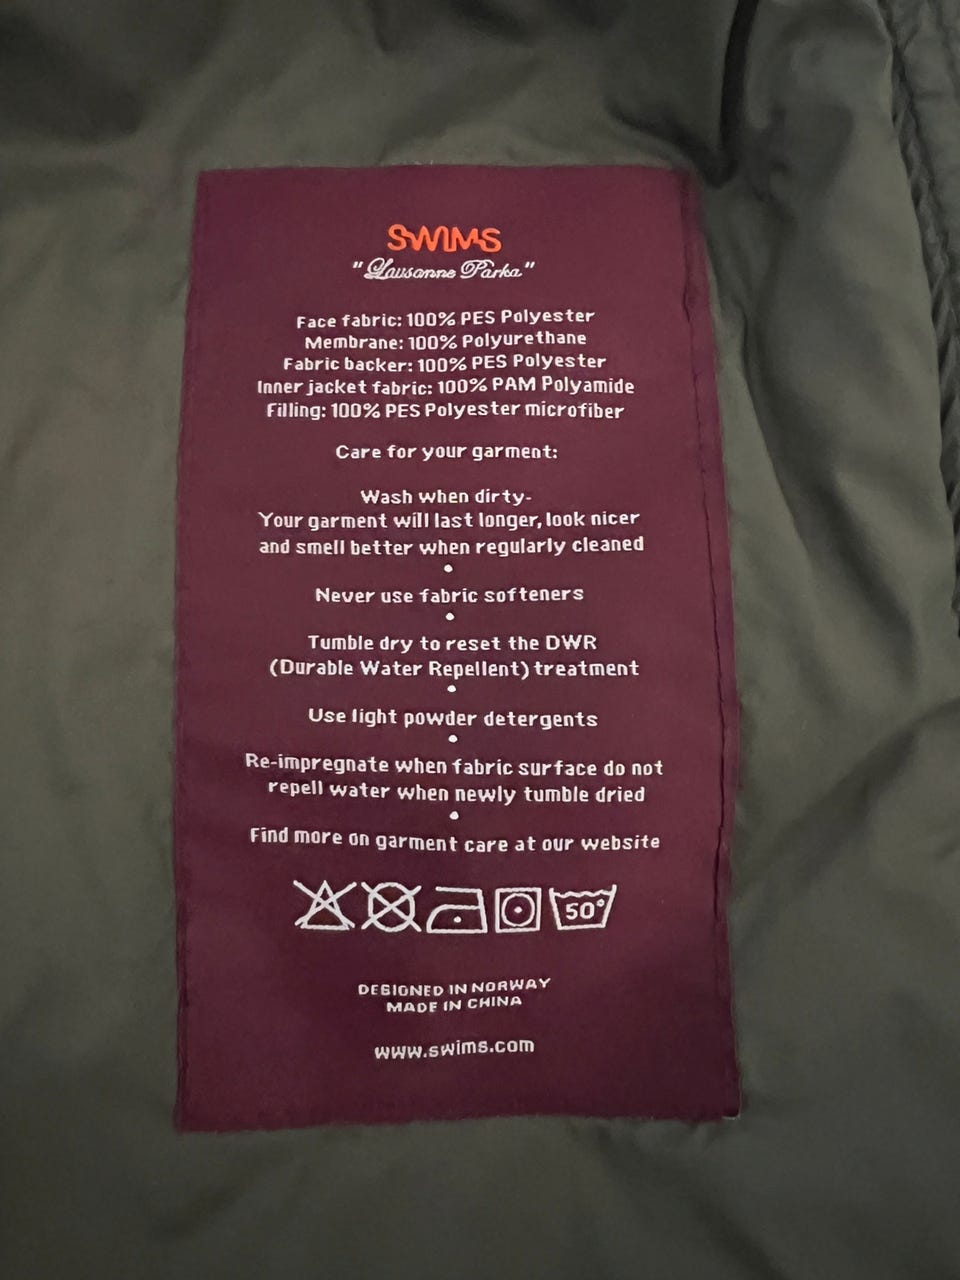 SWIMS
"Lausanne Parka"
Face fabric: 100% PES Polyester
Membrane: 100% Polyurethane
Fabric backer: 100% PES Polyester
Inner jacket fabric: 100% PAM Polyamide
Filling: 100% PES Polyester microfiber
Care for your garment:
Wash when dirty-
Your garment will last longer, look nicer
and smell better when regularly cleaned
•
Never use fabric softeners
•
Tumble dry to reset the DWR
(Durable Water Repellent) treatment
•
Use light powder detergents
•
Re-impregnate when fabric surface do not
repell water when newly tumble dried
•
Find more on garment care at our website
50°
DESIGNED IN NORWAY
MADE IN CHINA
www.swims.com